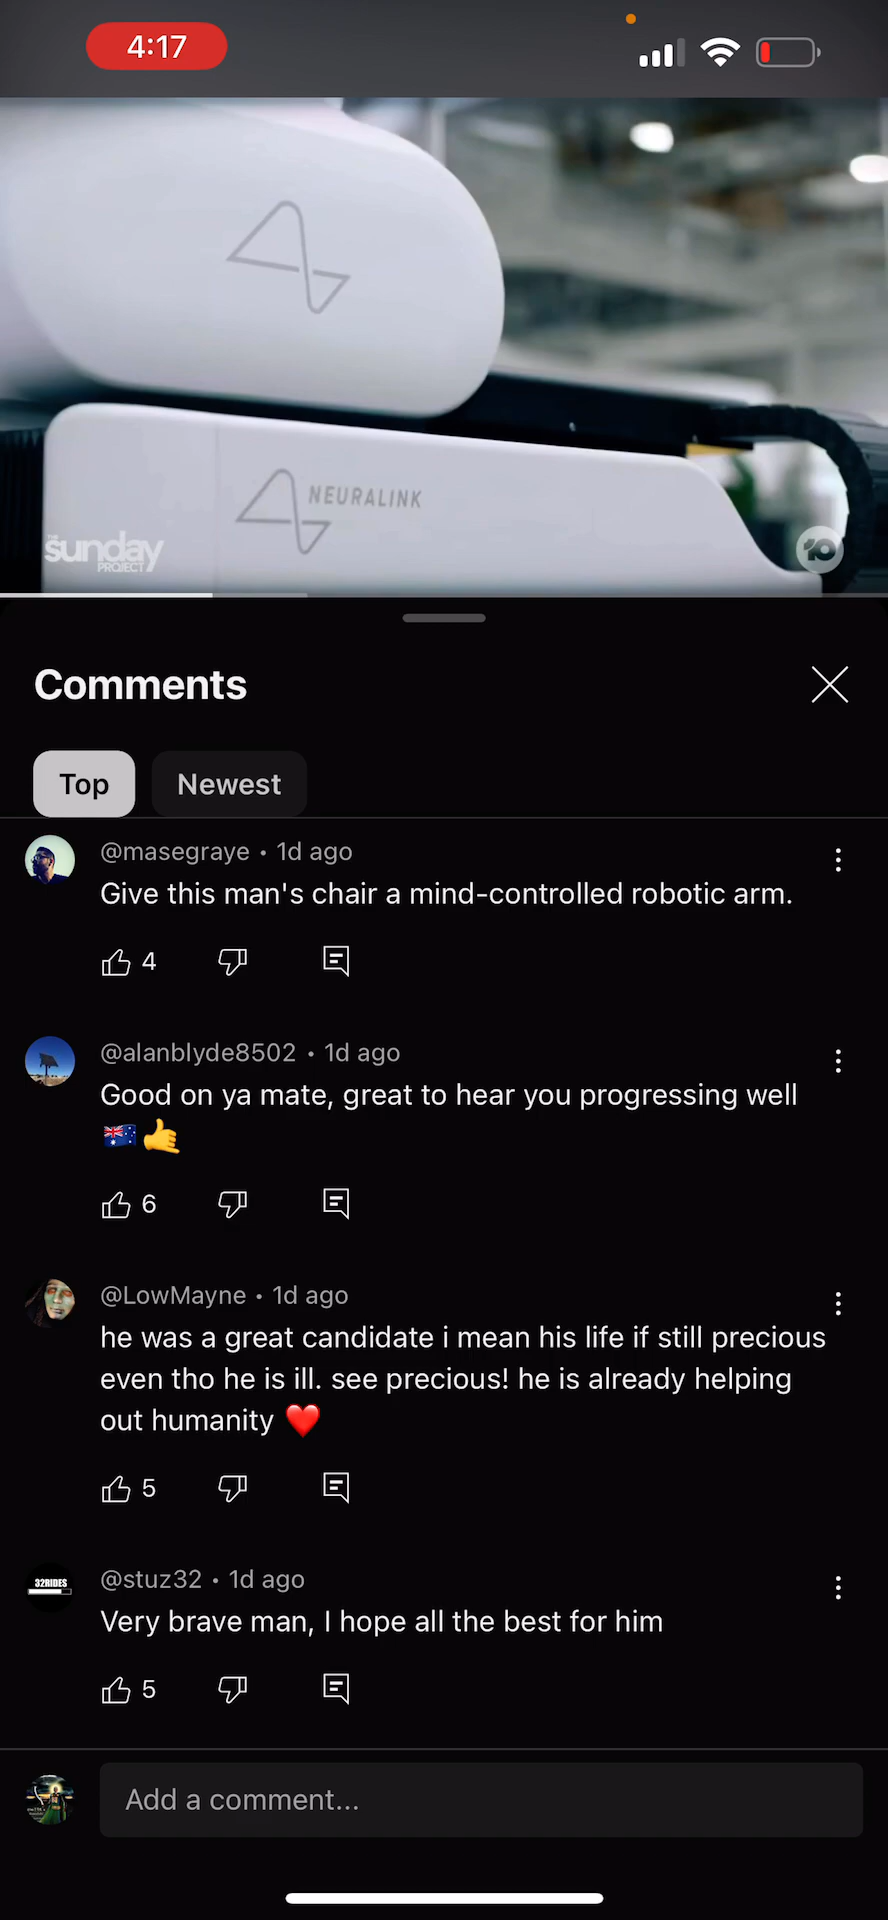 4:17
NEURALINK
THE
sunday
PROJECT
10
Comments
Top
Newest
@masegraye • 1d ago
Give this man's chair a mind-controlled robotic arm.
4
@alanblyde8502 • 1d ago
Good on ya mate, great to hear you progressing well
🇦🇺🤙
6
@LowMayne • 1d ago
he was a great candidate i mean his life if still precious
even tho he is ill. see precious! he is already helping
out humanity ❤️
5
32RIDES
@stuz32 • 1d ago
Very brave man, I hope all the best for him
5
Add a comment...